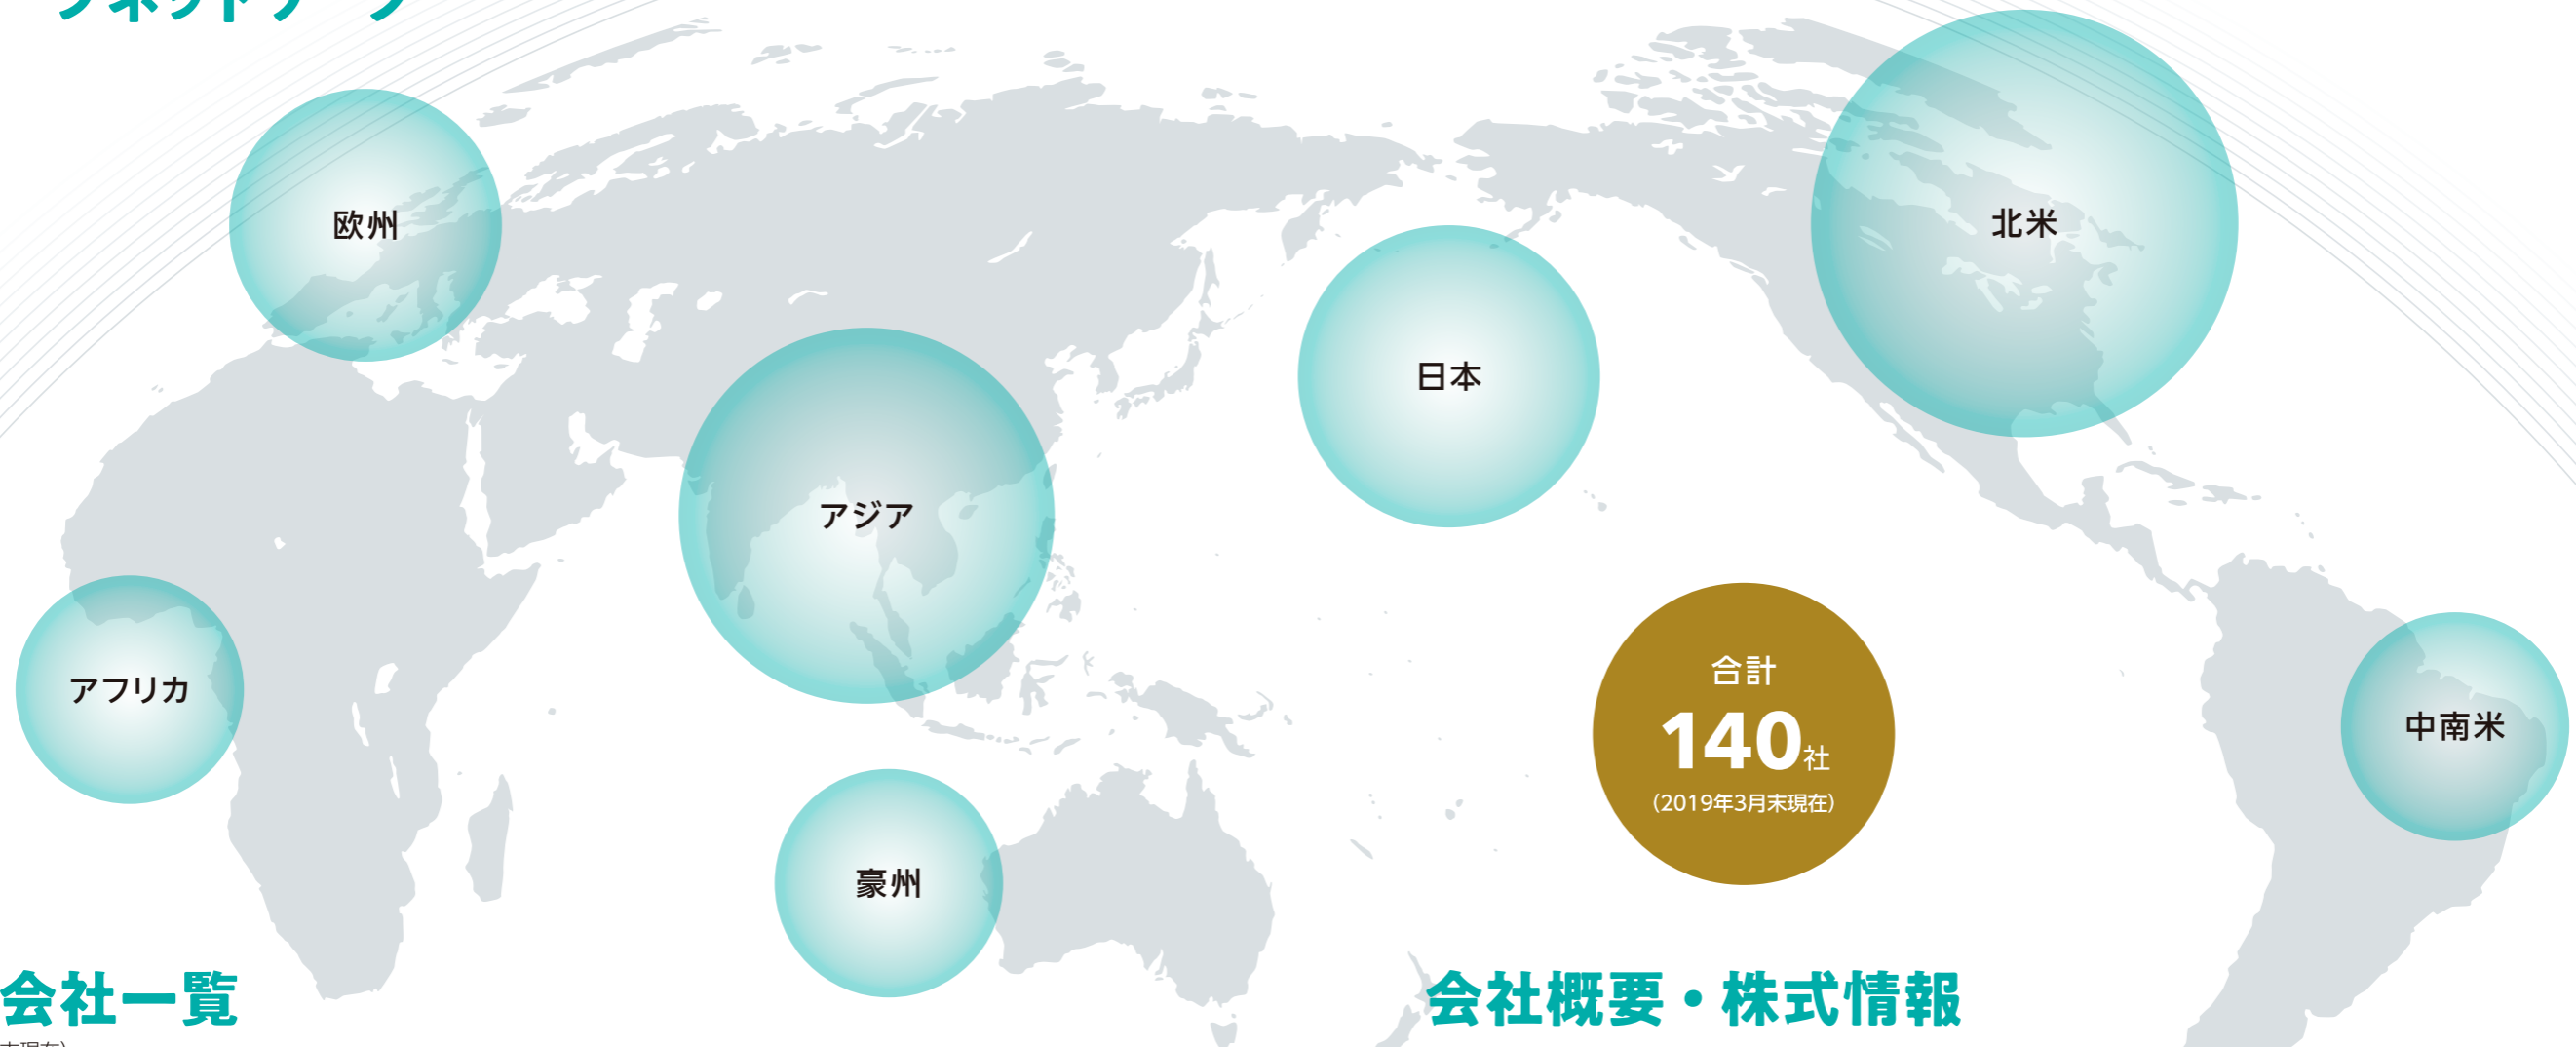 欧州
北米
日本
アジア
合計
140社
(2019年3月末現在)
アフリカ
中南米
豪州
会社一覧
会社概要・株式情報